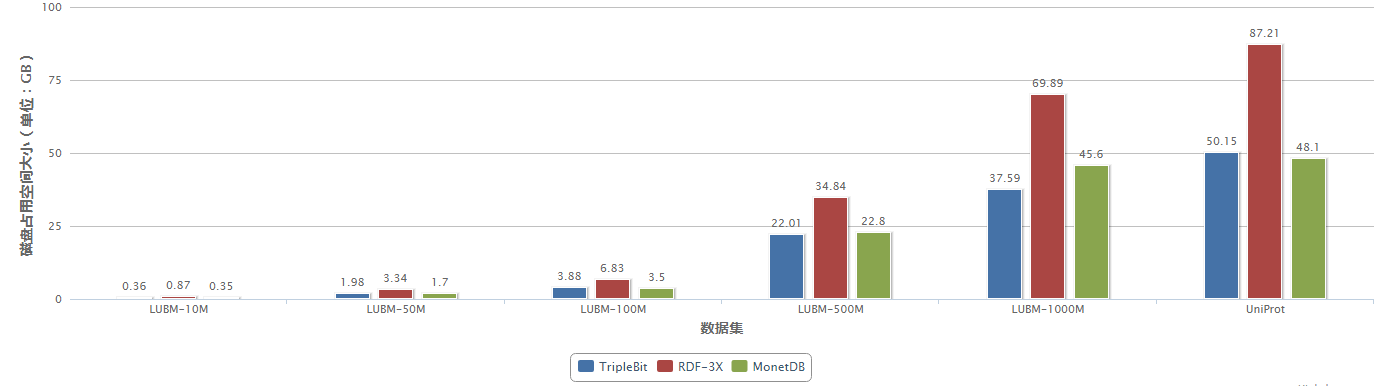 100
75
50
25
0
磁盘占用空间大小（单位：GB）
0.36 0.87 0.35
1.98 3.34 1.7
3.88 6.83 3.5
22.01 34.84 22.8
37.59 69.89 45.6
50.15 87.21 48.1
LUBM-10M LUBM-50M LUBM-100M LUBM-500M LUBM-1000M UniProt
数据集
TripleBit RDF-3X MonetDB